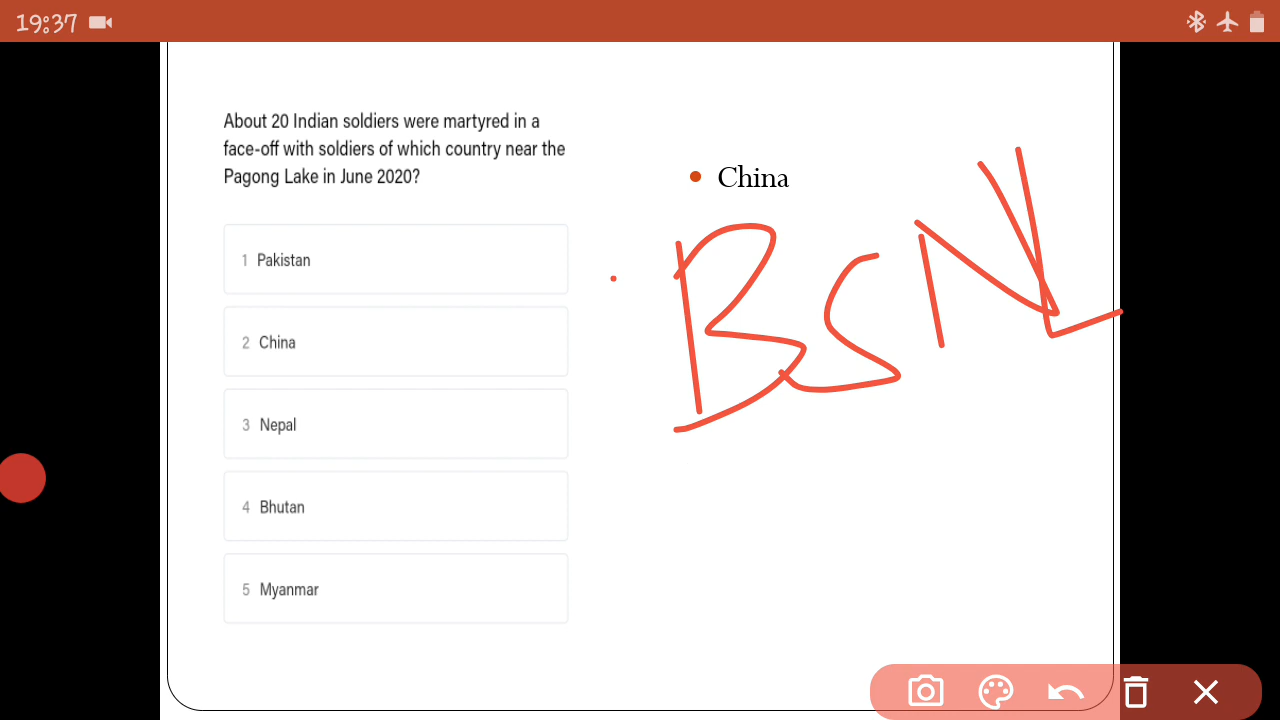 19:37
About 20 Indian soldiers were martyred in a
face-off with soldiers of which country near the
Pagong Lake in June 2020?
1 Pakistan
2 China
3 Nepal
4 Bhutan
5 Myanmar
• China
BSNL